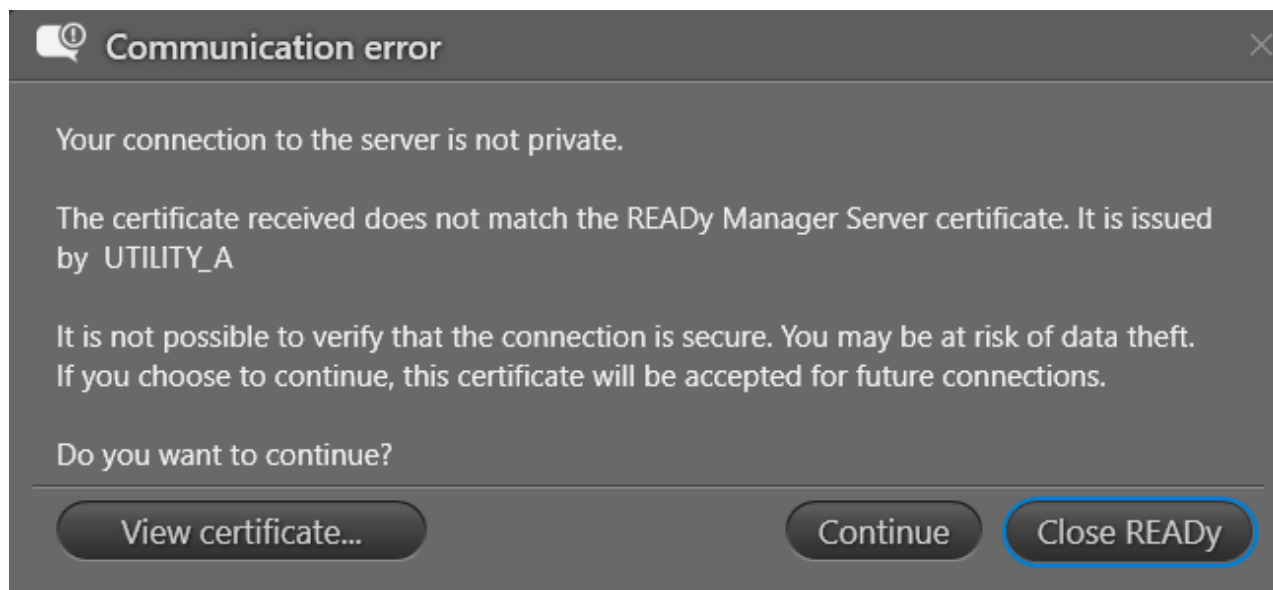 Communication error
Your connection to the server is not private.
The certificate received does not match the READy Manager Server certificate. It is issued
by  UTILITY_A
It is not possible to verify that the connection is secure. You may be at risk of data theft.
If you choose to continue, this certificate will be accepted for future connections.
Do you want to continue?
View certificate... Continue Close READy